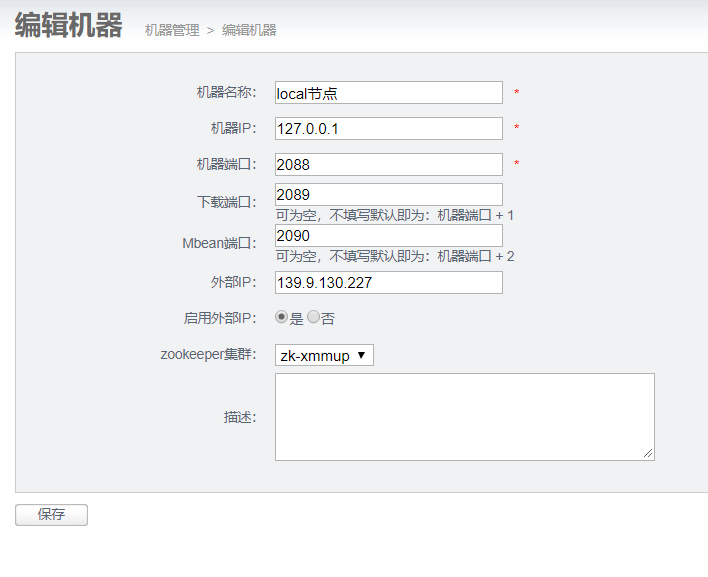 编辑机器 机器管理 > 编辑机器
机器名称： local节点 *
机器IP： 127.0.0.1 *
机器端口： 2088 *
下载端口： 2089
可为空，不填写默认即为：机器端口 + 1
Mbean端口： 2090
可为空，不填写默认即为：机器端口 + 2
外部IP： 139.9.130.227
启用外部IP： 是 否
zookeeper集群： zk-xmmup
描述：
保存